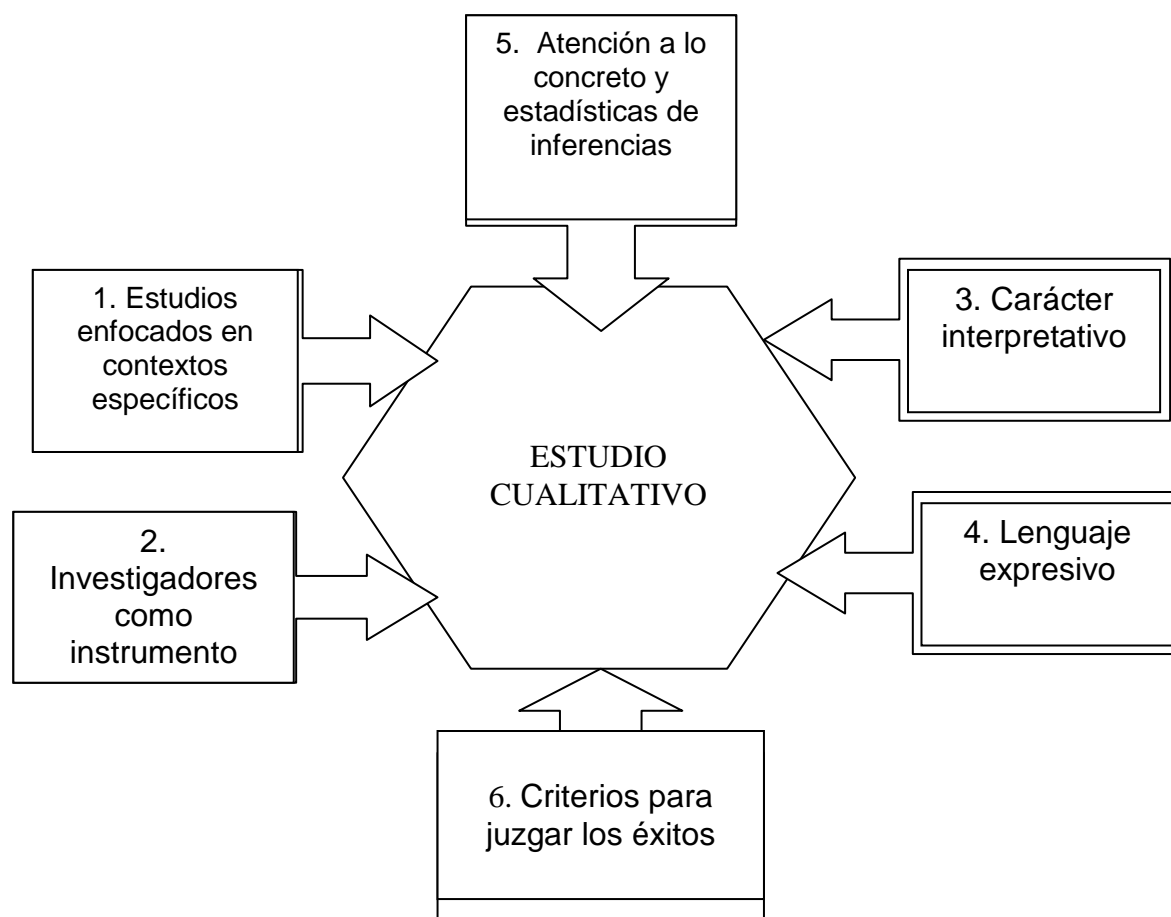 5. Atención a lo
concreto y
estadísticas de
inferencias
1. Estudios
enfocados en
contextos
específicos
3. Carácter
interpretativo
ESTUDIO
CUALITATIVO
2.
Investigadores
como
instrumento
4. Lenguaje
expresivo
6. Criterios para
juzgar los éxitos